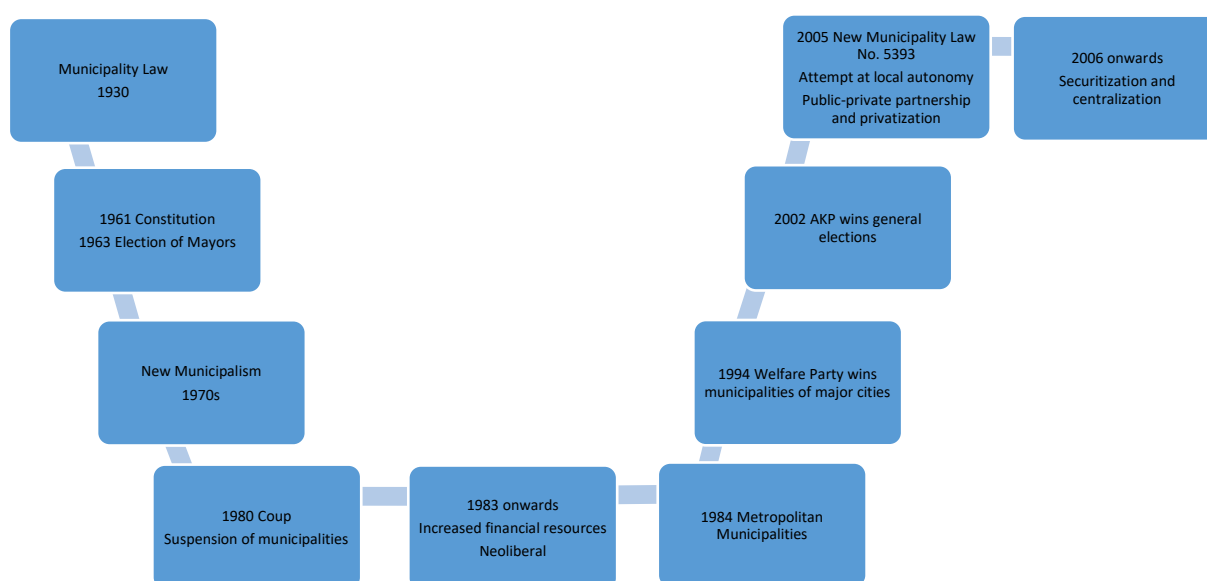 Municipality Law
1930
1961 Constitution
1963 Election of Mayors
New Municipalism
1970s
1980 Coup
Suspension of municipalities
1983 onwards
Increased financial resources
Neoliberal
1984 Metropolitan
Municipalities
1994 Welfare Party wins
municipalities of major cities
2002 AKP wins general
elections
2005 New Municipality Law
No. 5393
Attempt at local autonomy
Public-private partnership
and privatization
2006 onwards
Securitization and
centralization